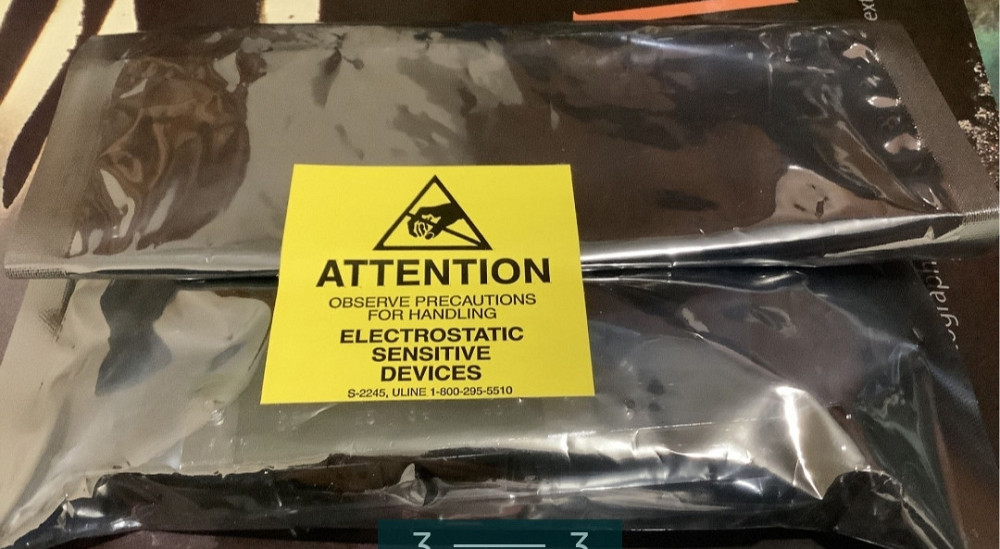 ATTENTION
OBSERVE PRECAUTIONS
FOR HANDLING
ELECTROSTATIC
SENSITIVE
DEVICES
S-2245, ULINE 1-800-295-5510